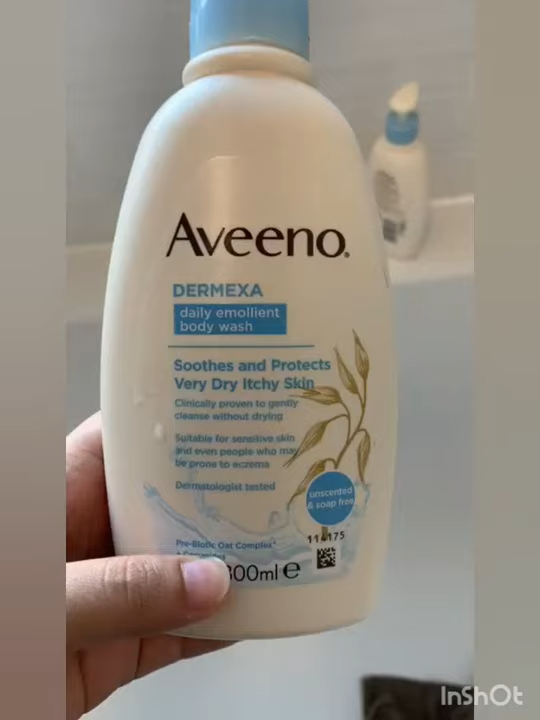 Aveeno.
DERMEXA
daily emollient
body wash
Soothes and Protects
Very Dry Itchy Skin
Clinically proven to gently
cleanse without drying
Suitable for sensitive skin
and even people who may
be prone to eczema
Dermatologist tested
unscented
& soap free
114175
Pre-Biotic Oat Complex*
300ml e
InShOt